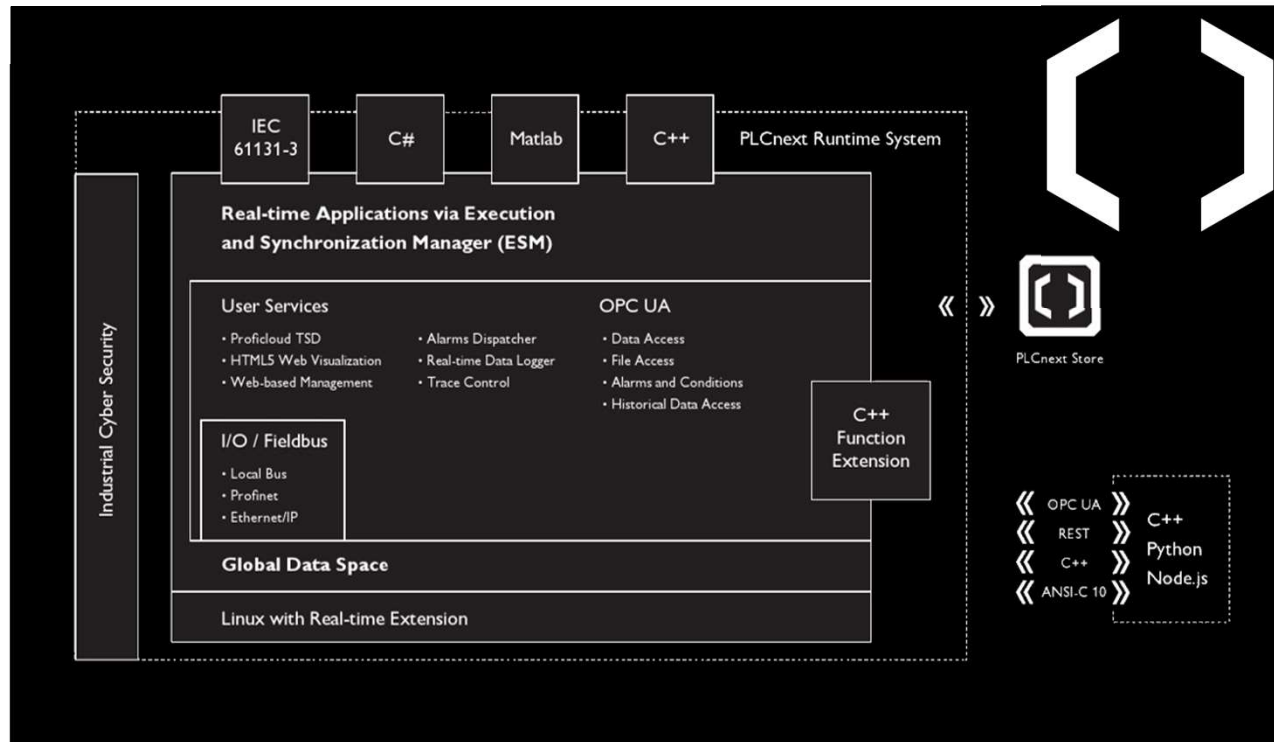 IEC
61131-3
C#
Matlab
C++
PLCnext Runtime System
Industrial Cyber Security
Real-time Applications via Execution
and Synchronization Manager (ESM)
User Services
• Proficloud TSD
• HTML5 Web Visualization
• Web-based Management
• Alarms Dispatcher
• Real-time Data Logger
• Trace Control
OPC UA
• Data Access
• File Access
• Alarms and Conditions
• Historical Data Access
I/O / Fieldbus
• Local Bus
• Profinet
• Ethernet/IP
C++
Function
Extension
Global Data Space
Linux with Real-time Extension
PLCnext Store
OPC UA
REST
C++
ANSI-C 10
C++
Python
Node.js